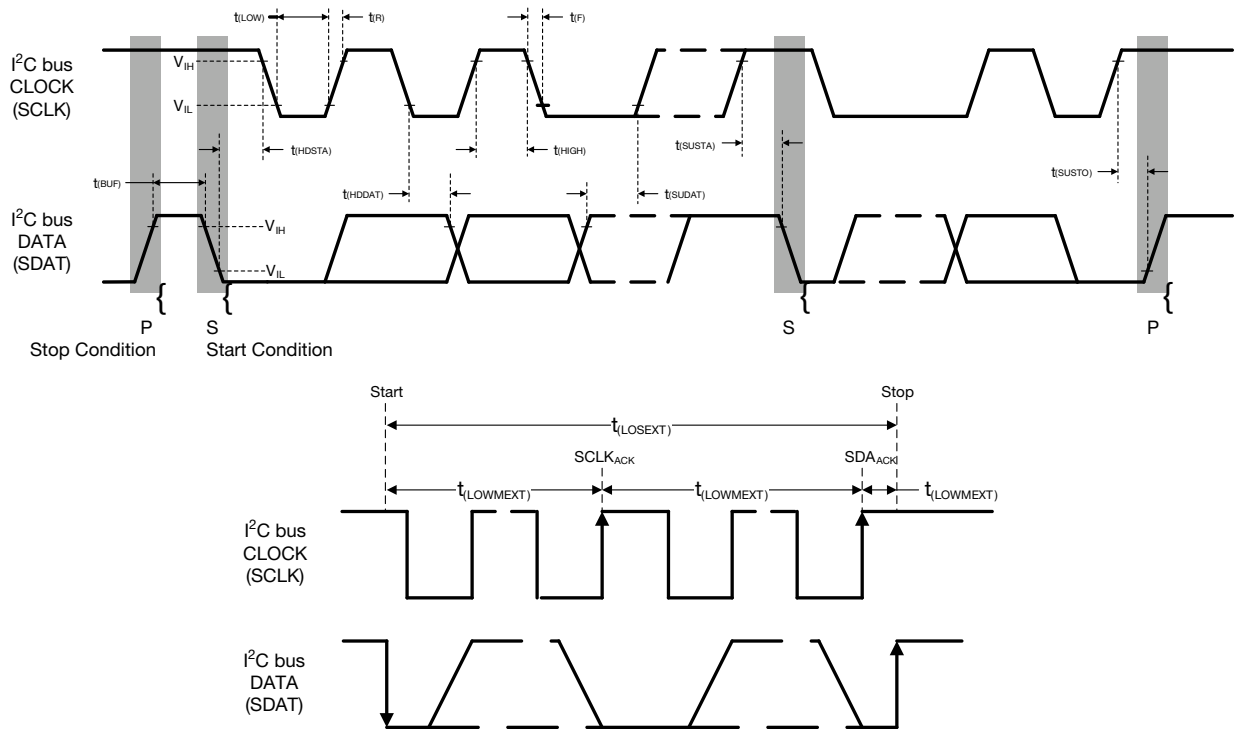 t(LOW)
t(R)
t(F)
I²C bus
CLOCK
(SCLK)
VIH
VIL
t(HDSTA)
t(HIGH)
t(SUSTA)
t(SUSTO)
t(BUF)
t(HDDAT)
t(SUDAT)
I²C bus
DATA
(SDAT)
VIH
VIL
{
{
{
{
P
S
S
P
Stop Condition
Start Condition
Start
Stop
t(LOSEXT)
SCLKACK
SDAACK
t(LOWMEXT)
t(LOWMEXT)
t(LOWMEXT)
I²C bus
CLOCK
(SCLK)
I²C bus
DATA
(SDAT)